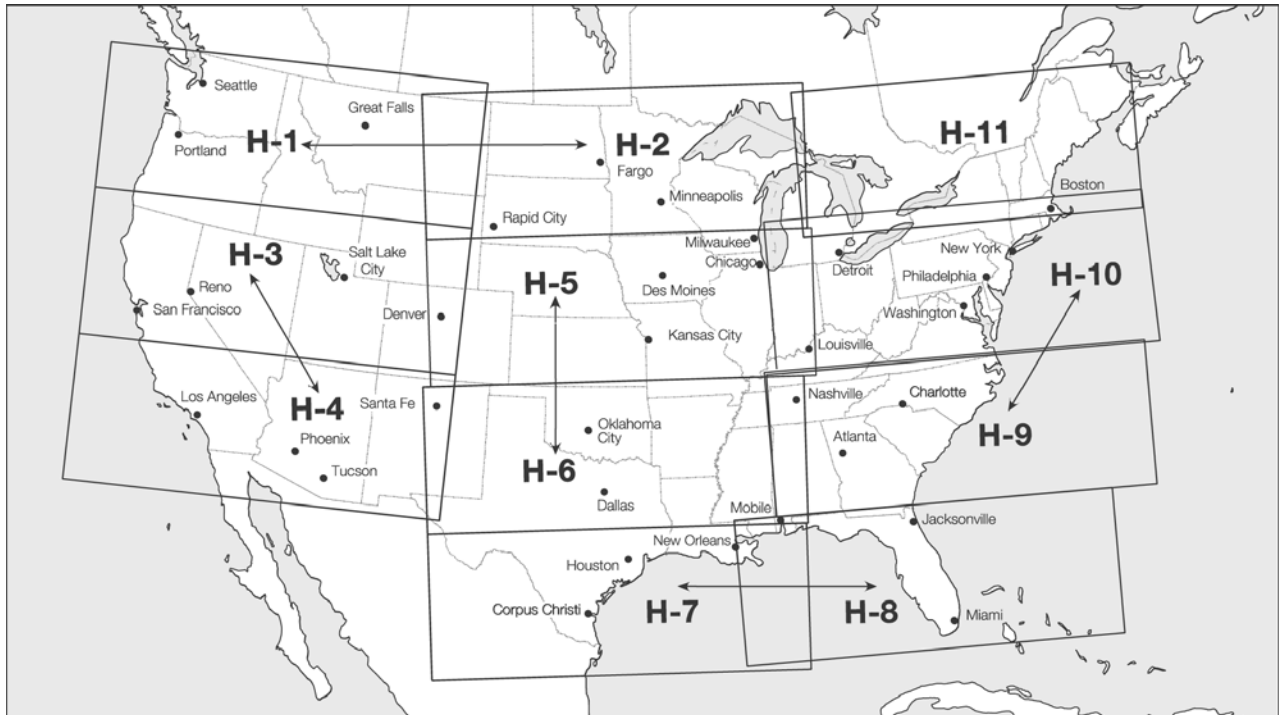 Seattle
Great Falls
Portland
H-1
H-2
Fargo
H-11
Minneapolis
Boston
Rapid City
H-3
Salt Lake
City
Milwaukee
Chicago
Detroit
New York
Philadelphia
H-10
Reno
San Francisco
H-5
Des Moines
Denver
Washington
Kansas City
Louisville
Los Angeles
H-4
Santa Fe
Nashville
Charlotte
Phoenix
Oklahoma
City
Atlanta
H-9
Tucson
H-6
Dallas
Mobile
Jacksonville
New Orleans
Houston
Corpus Christi
H-7
H-8
Miami